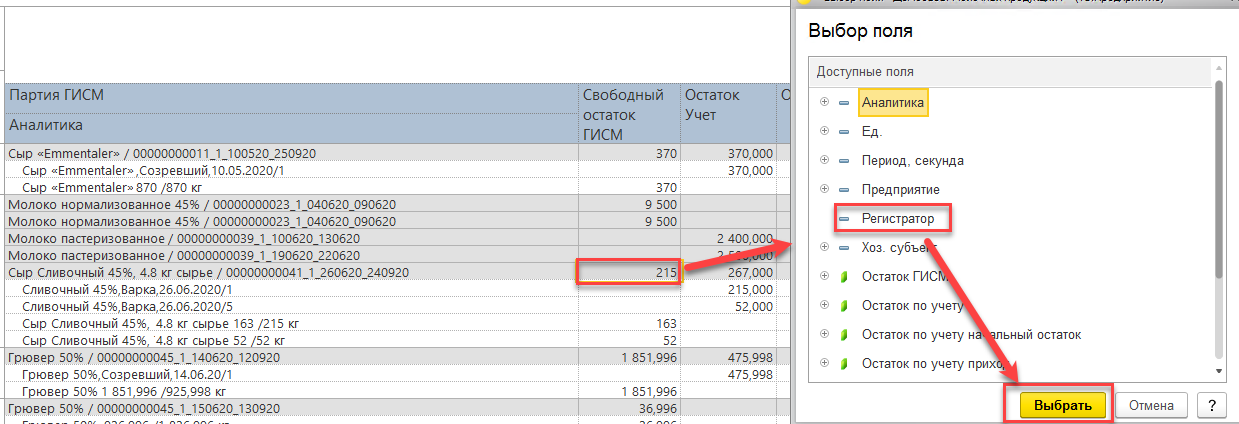 Партия ГИСМ Свободный остаток ГИСМ Остаток Учет
Аналитика
Сыр «Emmentaler» / 00000000011_1_100520_250920 370 370,000
Сыр «Emmentaler» ,Созревший,10.05.2020/1 370,000
Сыр «Emmentaler» 870 /870 кг 370
Молоко нормализованное 45% / 00000000023_1_040620_090620 9 500
Молоко нормализованное 45% / 00000000023_1_040620_090620 9 500
Молоко пастеризованное / 00000000039_1_100620_130620 2 400,000
Молоко пастеризованное / 00000000039_1_190620_220620
Сыр Сливочный 45%, 4.8 кг сырье / 00000000041_1_260620_240920 215 267,000
Сливочный 45%,Варка,26.06.2020/1 215,000
Сливочный 45%,Варка,26.06.2020/5 52,000
Сыр Сливочный 45%, 4.8 кг сырье 163 /215 кг 163
Сыр Сливочный 45%, 4.8 кг сырье 52 /52 кг 52
Грювер 50% / 00000000045_1_140620_120920 1 851,996 475,998
Грювер 50%,Созревший,14.06.20/1 475,998
Грювер 50% 1 851,996 /925,998 кг 1 851,996
Грювер 50% / 00000000045_1_150620_130920 36,996
Выбор поля
Доступные поля
Аналитика
Ед.
Период, секунда
Предприятие
Регистратор
Хоз. субъект
Остаток ГИСМ
Остаток по учету
Остаток по учету начальный остаток
Остаток по учету приход
Выбрать Отмена ?